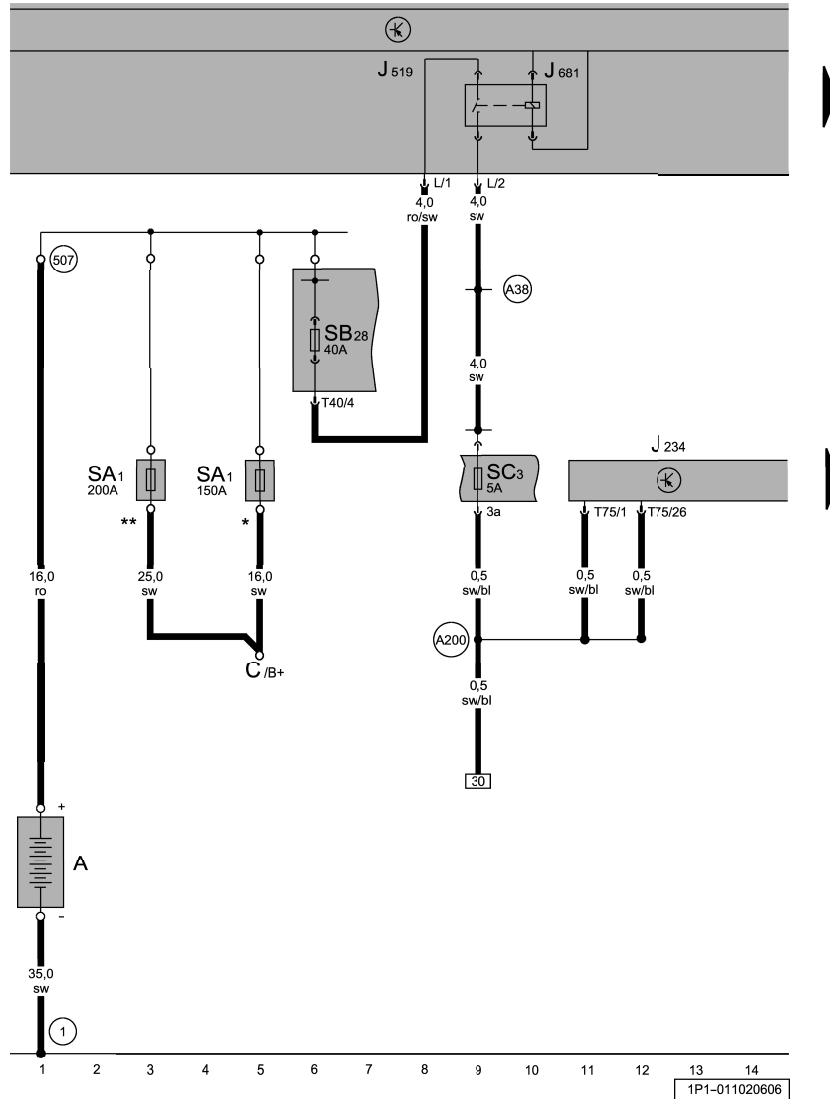 J 519
J 681
L/1
L/2
4,0
ro/sw
4,0
sw
507
A38
SB28
40A
4.0
sw
T40/4
J 234
SA1
200A
SA1
150A
SC3
5A
**
*
3a
T75/1
T75/26
16,0
ro
25,0
sw
16,0
sw
0,5
sw/bl
0,5
sw/bl
0,5
sw/bl
A200
C /B+
0,5
sw/bl
30
+
A
-
35,0
sw
1
1 2 3 4 5 6 7 8 9 10 11 12 13 14
1P1-011020606